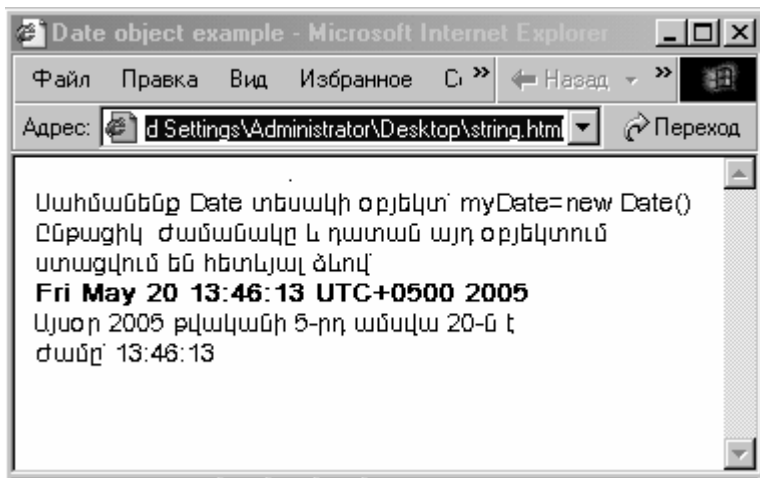 Date object example - Microsoft Internet Explorer
Файл Правка Вид Избранное Назад
Адрес: d Settings\Administrator\Desktop\string.html Переход
Սահմանենք Date տեսակի օբյեկտ՝ myDate=new Date()
Ընթացիկ ժամանակը և դատան այդ օբյեկտում
ստացվում են հետևյալ ձևով՝
Fri May 20 13:46:13 UTC+0500 2005
Այսօր 2005 թվականի 5-րդ ամսվա 20-ն է
ժամը՝ 13:46:13